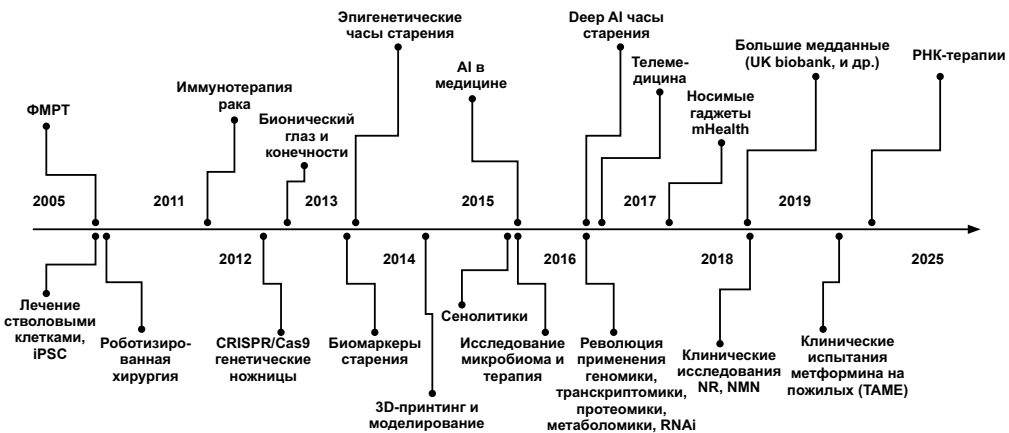 Эпигенетические
часы старения
Deep AI часы
старения
Большие медданные
(UK biobank, и др.)
РНК-терапии
AI в
медицине
Телеме-
дицина
Иммунотерапия
рака
Носимые
гаджеты
mHealth
ФМРТ
Бионический
глаз и
конечности
2005
2011
2013
2015
2017
2019
2012
2014
2016
2018
2025
Лечение
стволовыми
клетками,
iPSC
Роботизиро-
ванная
хирургия
CRISPR/Cas9
генетические
ножницы
Биомаркеры
старения
3D-принтинг и
моделирование
Сенолитики
Исследование
микробиома и
терапия
Революция
применения
геномики,
транскриптомики,
протеомики,
метаболомики, RNAi
Клинические
исследования
NR, NMN
Клинические
испытания
метформина на
пожилых (TAME)